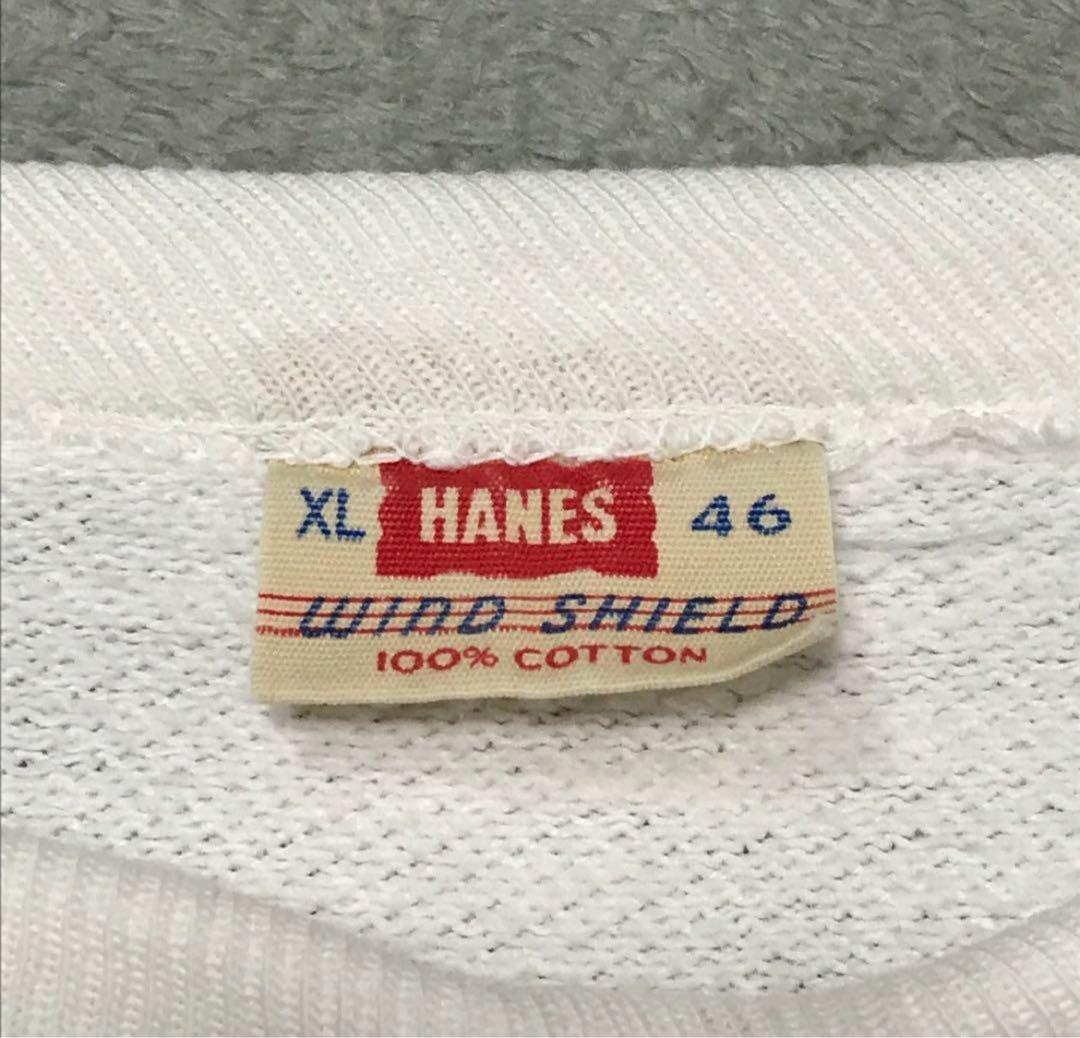 XL HANES 46
WIND SHIELD
100% COTTON